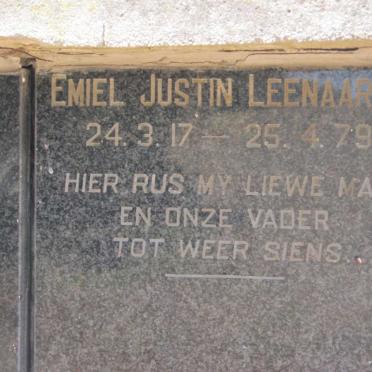 EMIEL JUSTIN LEENAAR
24.3.17 – 25.4.79
HIER RUS MY LIEWE MA
EN ONZE VADER
TOT WEER SIENS.